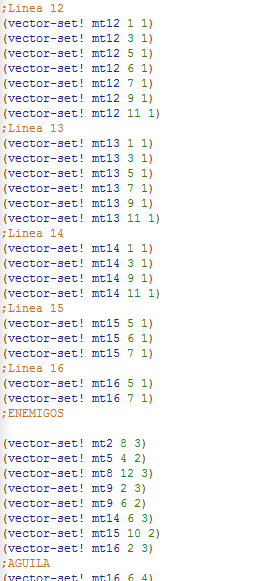 ;Linea 12
(vector-set! mt12 1 1)
(vector-set! mt12 3 1)
(vector-set! mt12 5 1)
(vector-set! mt12 6 1)
(vector-set! mt12 7 1)
(vector-set! mt12 9 1)
(vector-set! mt12 11 1)
;Linea 13
(vector-set! mt13 1 1)
(vector-set! mt13 3 1)
(vector-set! mt13 5 1)
(vector-set! mt13 7 1)
(vector-set! mt13 9 1)
(vector-set! mt13 11 1)
;Linea 14
(vector-set! mt14 1 1)
(vector-set! mt14 3 1)
(vector-set! mt14 9 1)
(vector-set! mt14 11 1)
;Linea 15
(vector-set! mt15 5 1)
(vector-set! mt15 6 1)
(vector-set! mt15 7 1)
;Linea 16
(vector-set! mt16 5 1)
(vector-set! mt16 7 1)
;ENEMIGOS
(vector-set! mt2 8 3)
(vector-set! mt5 4 2)
(vector-set! mt8 12 3)
(vector-set! mt9 2 3)
(vector-set! mt9 6 2)
(vector-set! mt14 6 3)
(vector-set! mt15 10 2)
(vector-set! mt16 2 3)
;AGUILA
(vector-set! mt16 6 4)